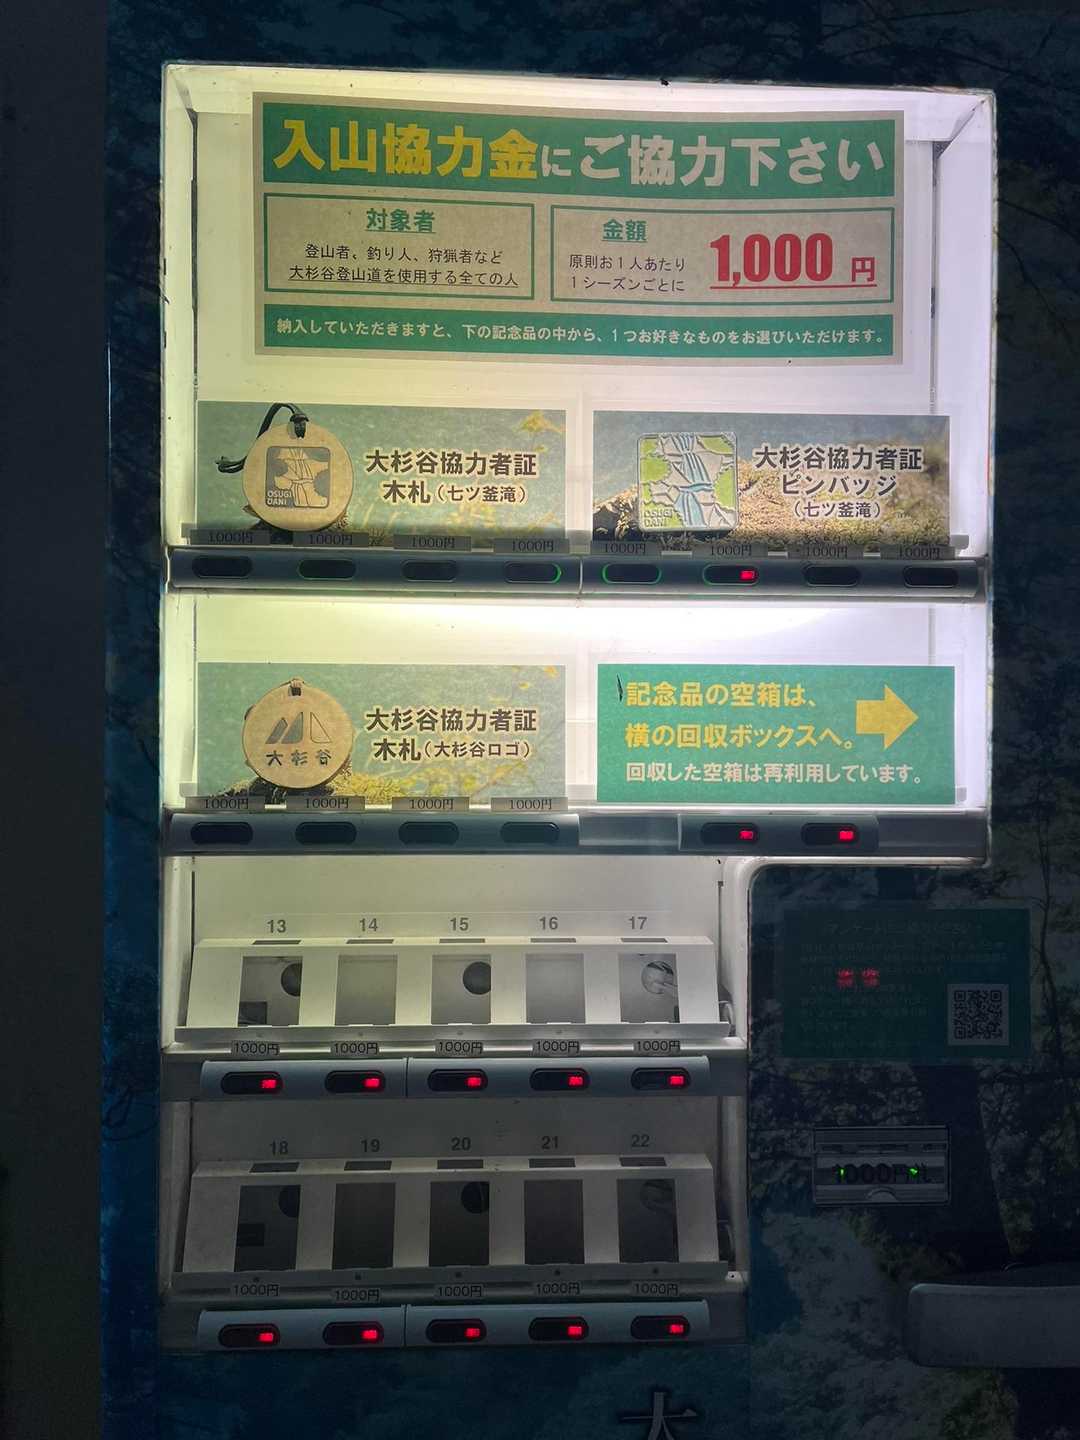 入山協力金にご協力下さい
対象者
登山者、釣り人、狩猟者など
大杉谷登山道を使用する全ての人
金額
原則お1人あたり
1シーズンごとに
1,000円
納入していただきますと、下の記念品の中から、1つお好きなものをお選びいただけます。
OSUGI
DANI
大杉谷協力者証
木札(七ツ釜滝)
OSUGI
DANI
大杉谷協力者証
ピンバッジ
(七ツ釜滝)
1000円 1000円 1000円 1000円 1000円 1000円 1000円 1000円
大杉谷
大杉谷協力者証
木札(大杉谷ロゴ)
記念品の空箱は、
横の回収ボックスへ。
回収した空箱は再利用しています。
1000円 1000円 1000円 1000円
13 14 15 16 17
1000円 1000円 1000円 1000円 1000円
18 19 20 21 22
1000円 1000円 1000円 1000円 1000円
1000円札
大